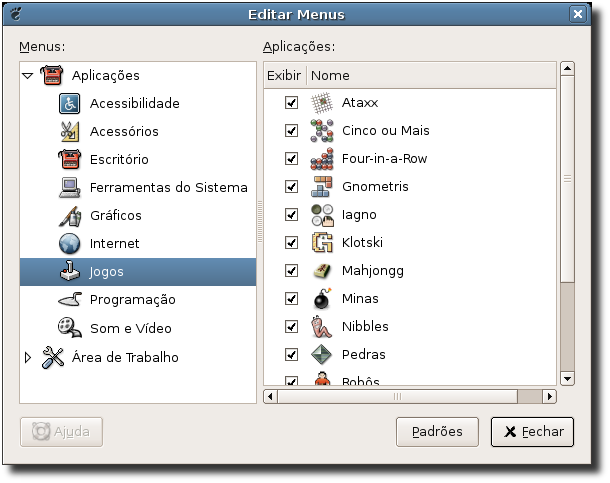 Editar Menus
Menus:
Aplicações:
Aplicações
Acessibilidade
Acessórios
Escritório
Ferramentas do Sistema
Gráficos
Internet
Jogos
Programação
Som e Vídeo
Área de Trabalho
Exibir Nome
Ataxx
Cinco ou Mais
Four-in-a-Row
Gnometris
Iagno
Klotski
Mahjongg
Minas
Nibbles
Pedras
Robôs
Ajuda
Padrões
Fechar